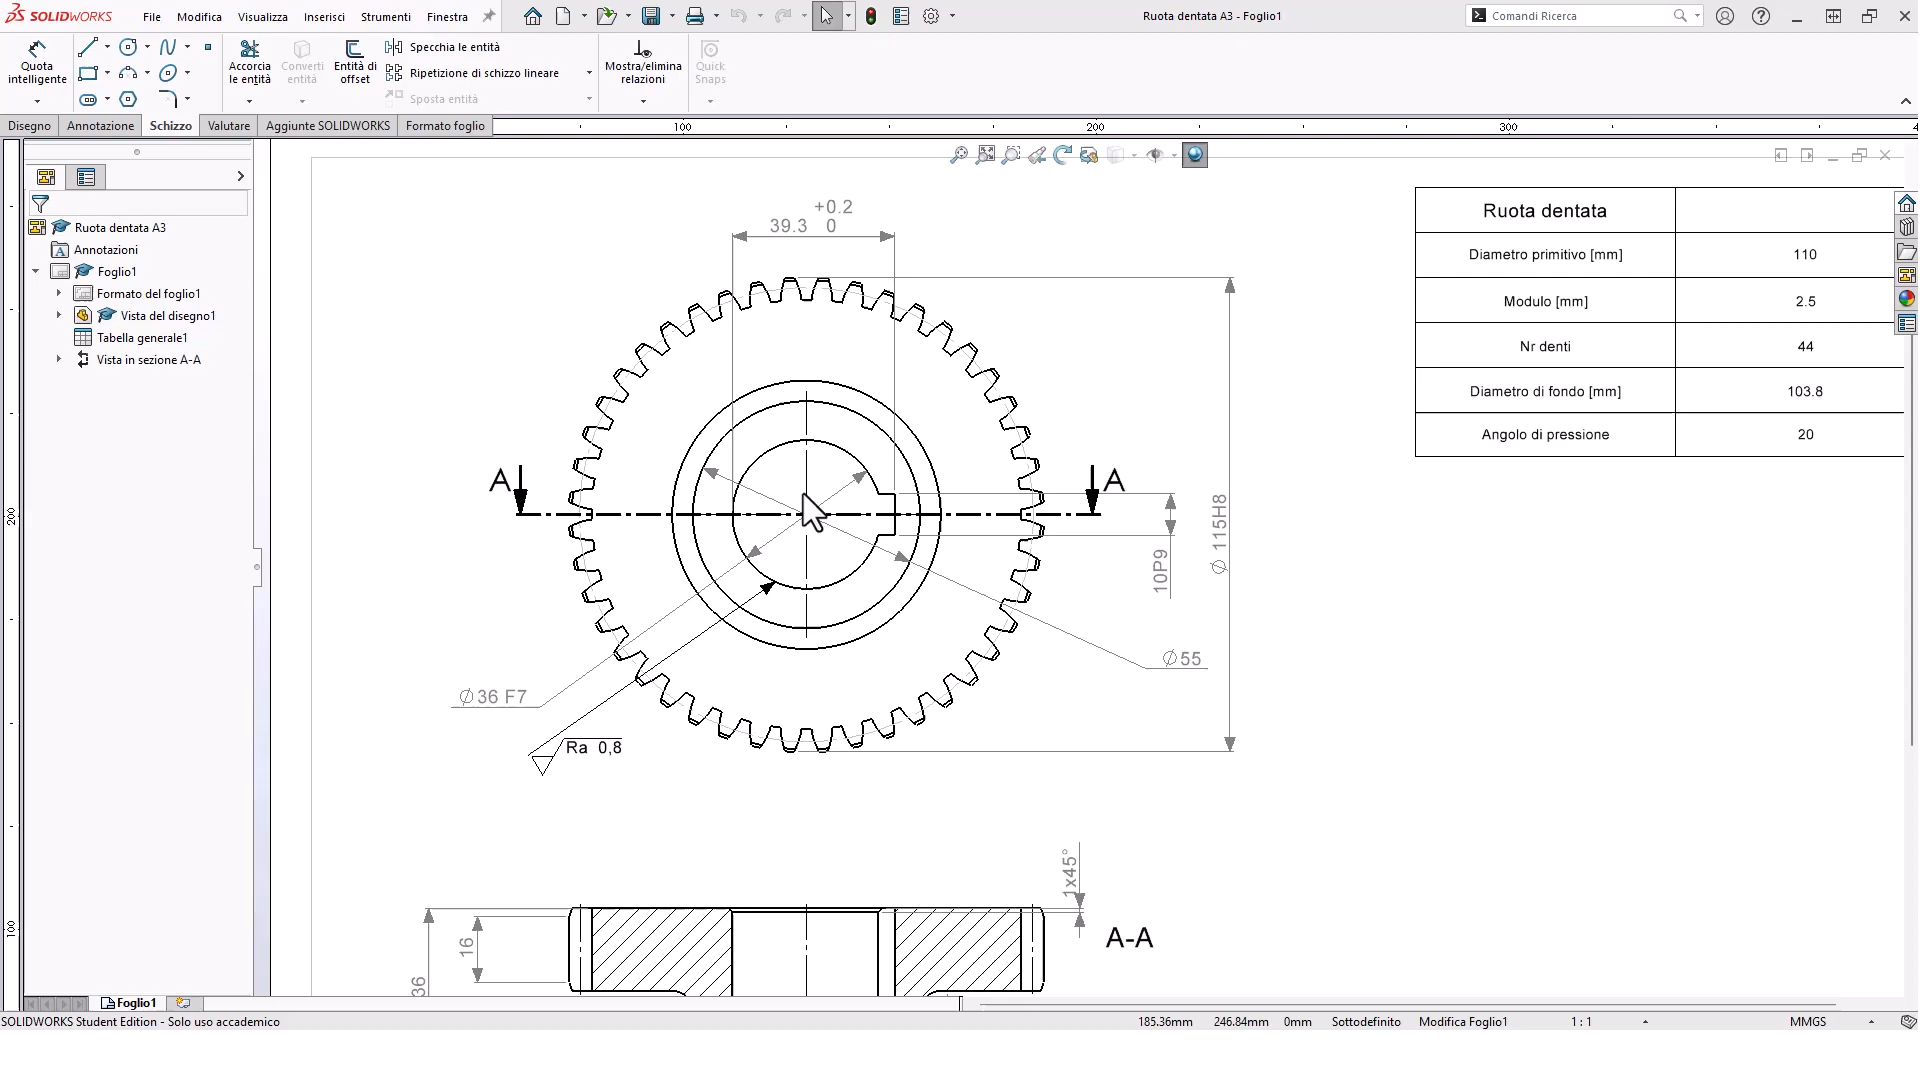 SOLIDWORKS
File Modifica Visualizza Inserisci Strumenti Finestra
Ruota dentata A3 - Foglio1
Comandi Ricerca
Quota intelligente
Accorcia le entità
Converti entità
Entità di offset
Specchia le entità
Ripetizione di schizzo lineare
Sposta entità
Mostra/elimina relazioni
Quick Snaps
Disegno Annotazione Schizzo Valutare Aggiunte SOLIDWORKS Formato foglio
100 200 300 4
Ruota dentata A3
A Annotazioni
Foglio1
Formato del foglio1
Vista del disegno1
Tabella generale1
Vista in sezione A-A
200
100
+0.2
39.3 0
A A
∅ 115H8
10P9
∅55
∅36 F7
Ra 0,8
1x45°
A-A
16
36
Ruota dentata
Diametro primitivo [mm] 110
Modulo [mm] 2.5
Nr denti 44
Diametro di fondo [mm] 103.8
Angolo di pressione 20
Foglio1
SOLIDWORKS Student Edition - Solo uso accademico
185.36mm 246.84mm 0mm Sottodefinito Modifica Foglio1 1 : 1 MMGS